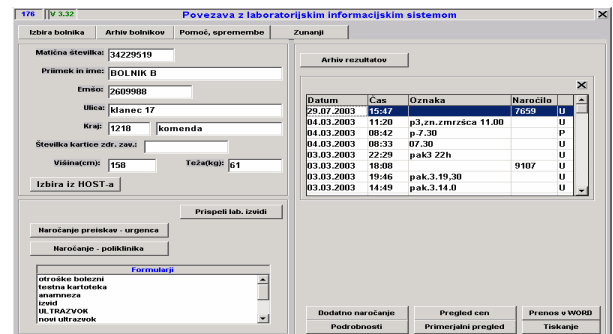 176 V 3.32 Povezava z laboratorijskim informacijskim sistemom
Izbira bolnika Arhiv bolnikov Pomoč, spremembe Zunanji
Matična številka: 34229519
Priimek in ime: BOLNIK B
Emšo: 2609988
Ulica: klanec 17
Kraj: 1218 komenda
Številka kartice zdr. zav.:
Višina(cm): 158 Teža(kg): 61
Izbira iz HOST-a
Prispeli lab. izvidi
Naročanje preiskav - urgenca
Naročanje - poliklinika
Formularji
otroške bolezni
testna kartoteka
anamneza
izvid
ULTRAZVOK
novi ultrazvok
Arhiv rezultatov
Datum Čas Oznaka Naročilo
29.07.2003 15:47 7659 U
04.03.2003 11:20 p3,zn.zmrzšca 11.00 U
04.03.2003 08:42 p-7.30 P
04.03.2003 08:33 07.30 U
03.03.2003 22:29 pak3 22h U
03.03.2003 18:08 9107 U
03.03.2003 19:46 pak.3.19,30 U
03.03.2003 14:49 pak.3.14.0 U
Dodatno naročanje Pregled cen Prenos v WORD
Podrobnosti Primerjalni pregled Tiskanje